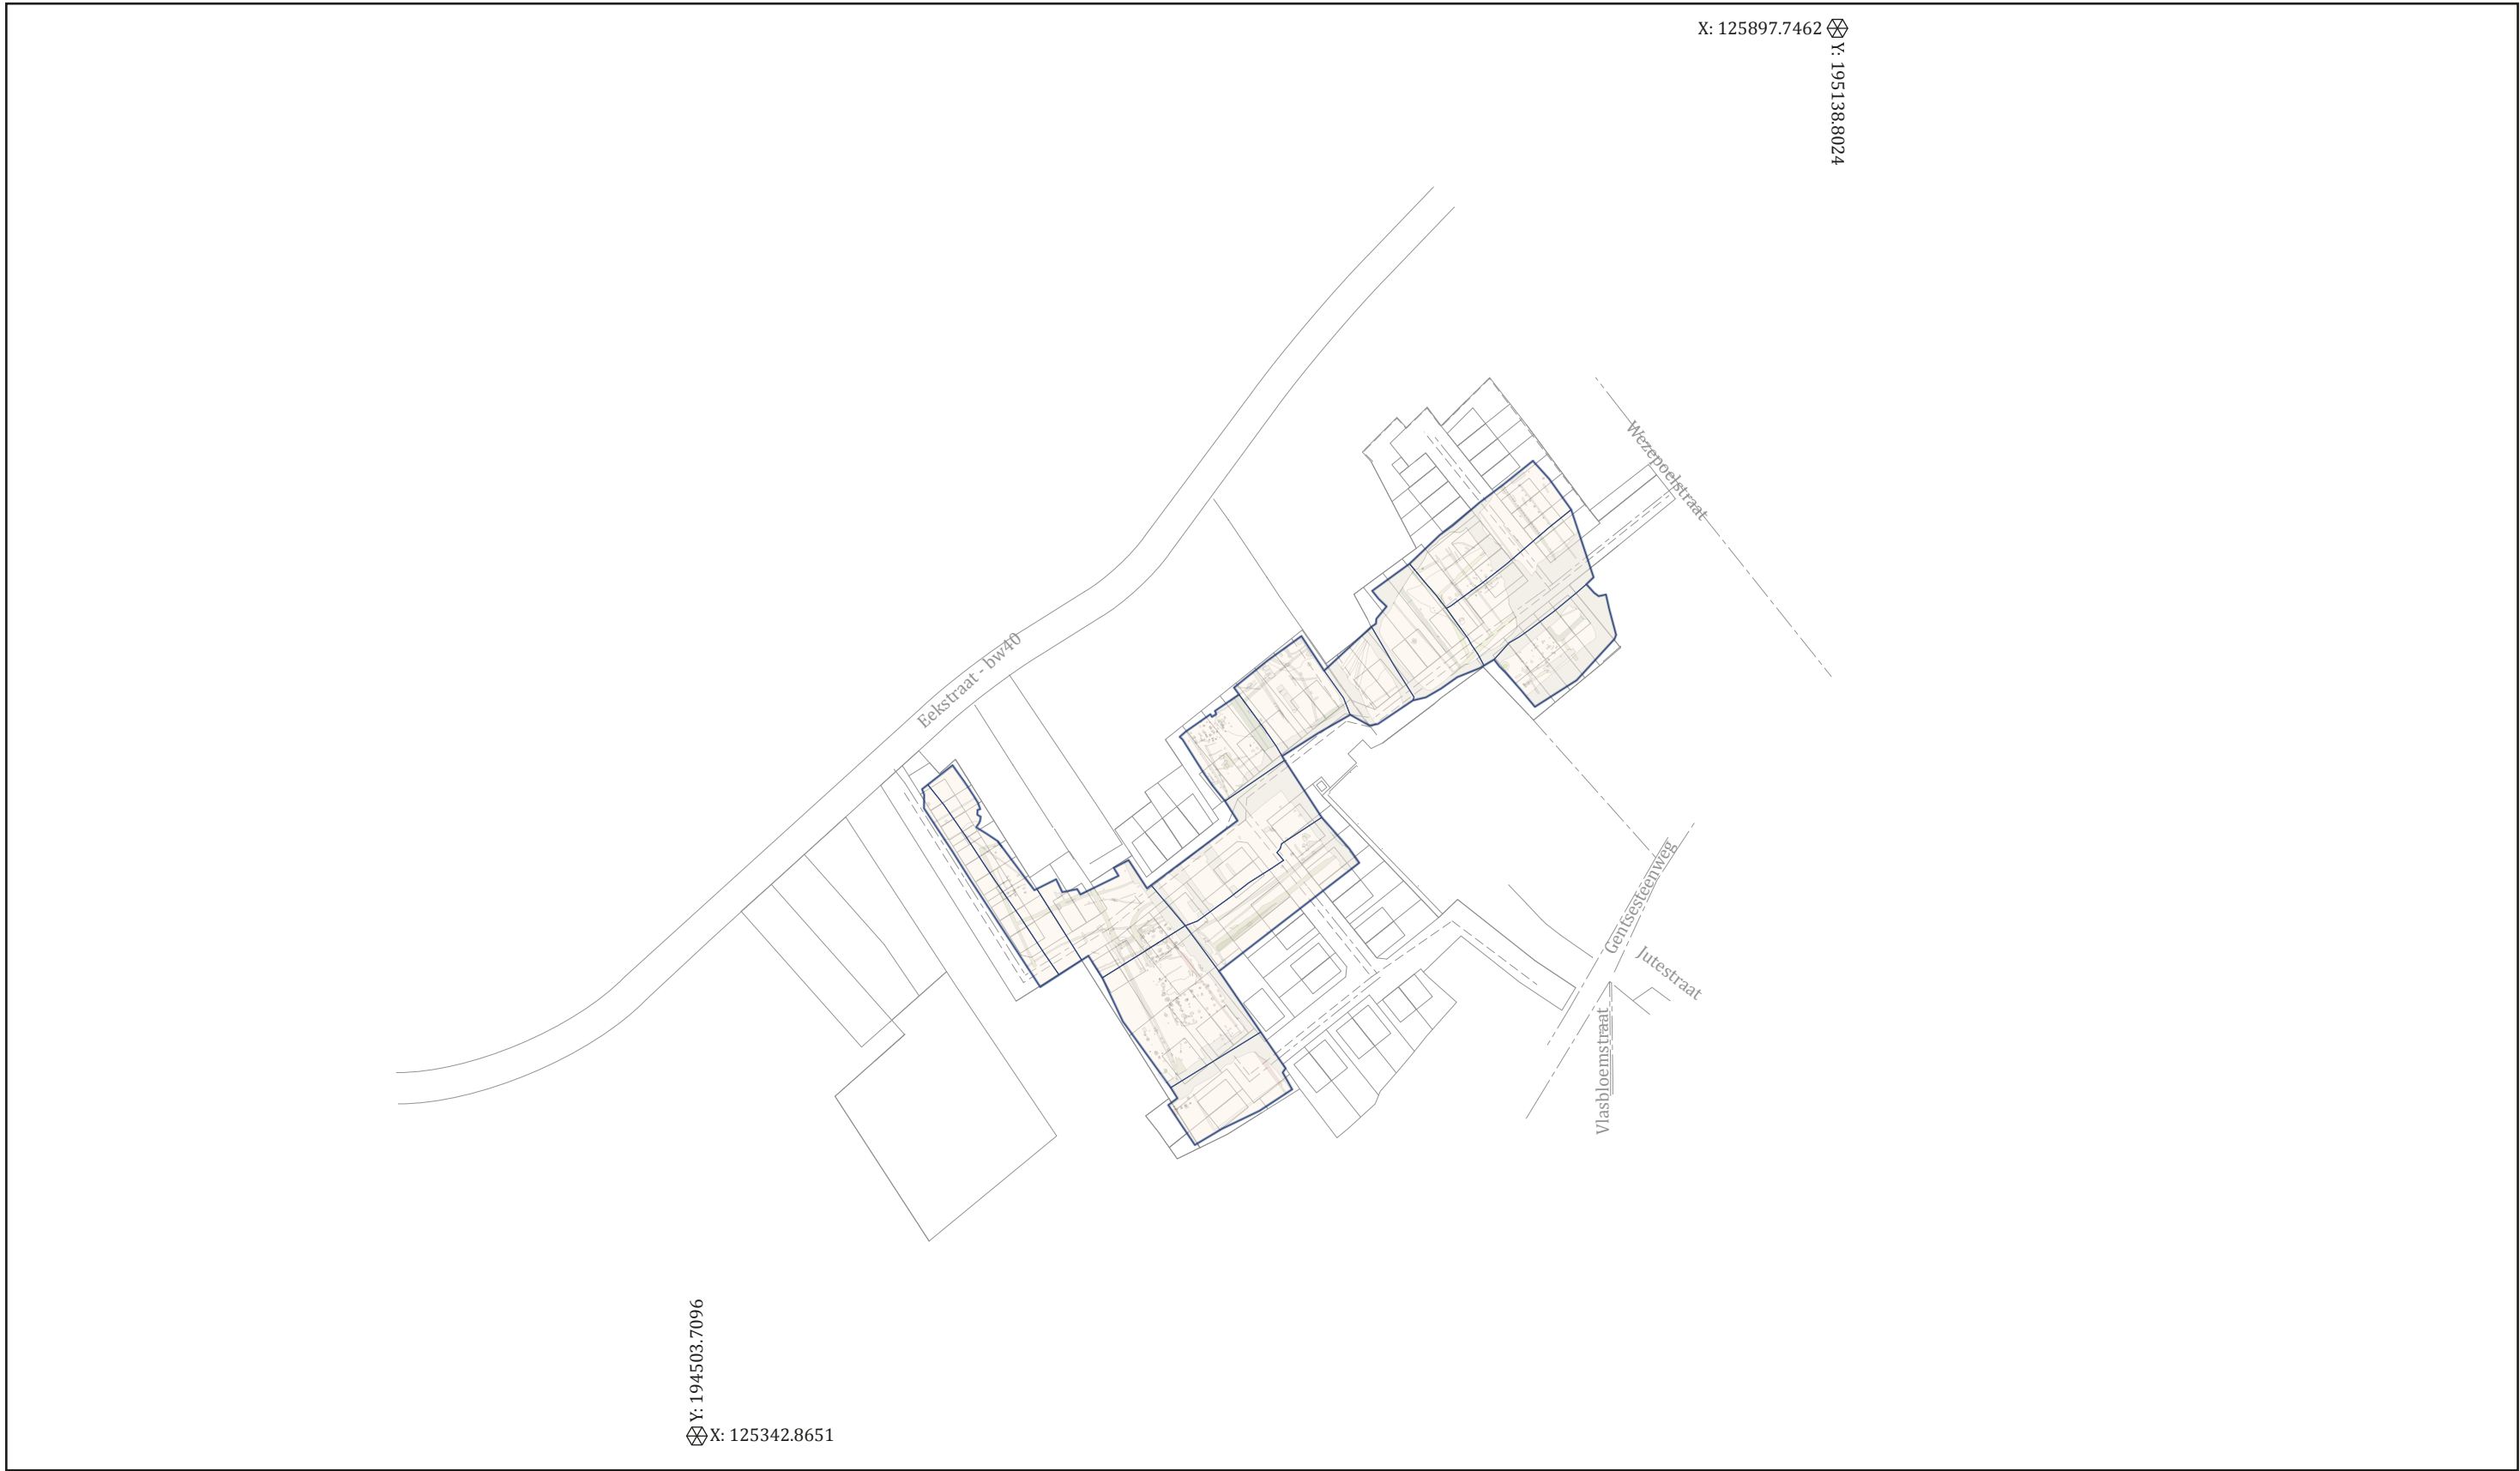 X: 125897.7462
Y: 195138.8024
Wezepoelstraat
Eekstraat - bw40
Gentsesteenweg
Jutestraat
Vlasbloemstraat
Y: 194503.7096
X: 125342.8651